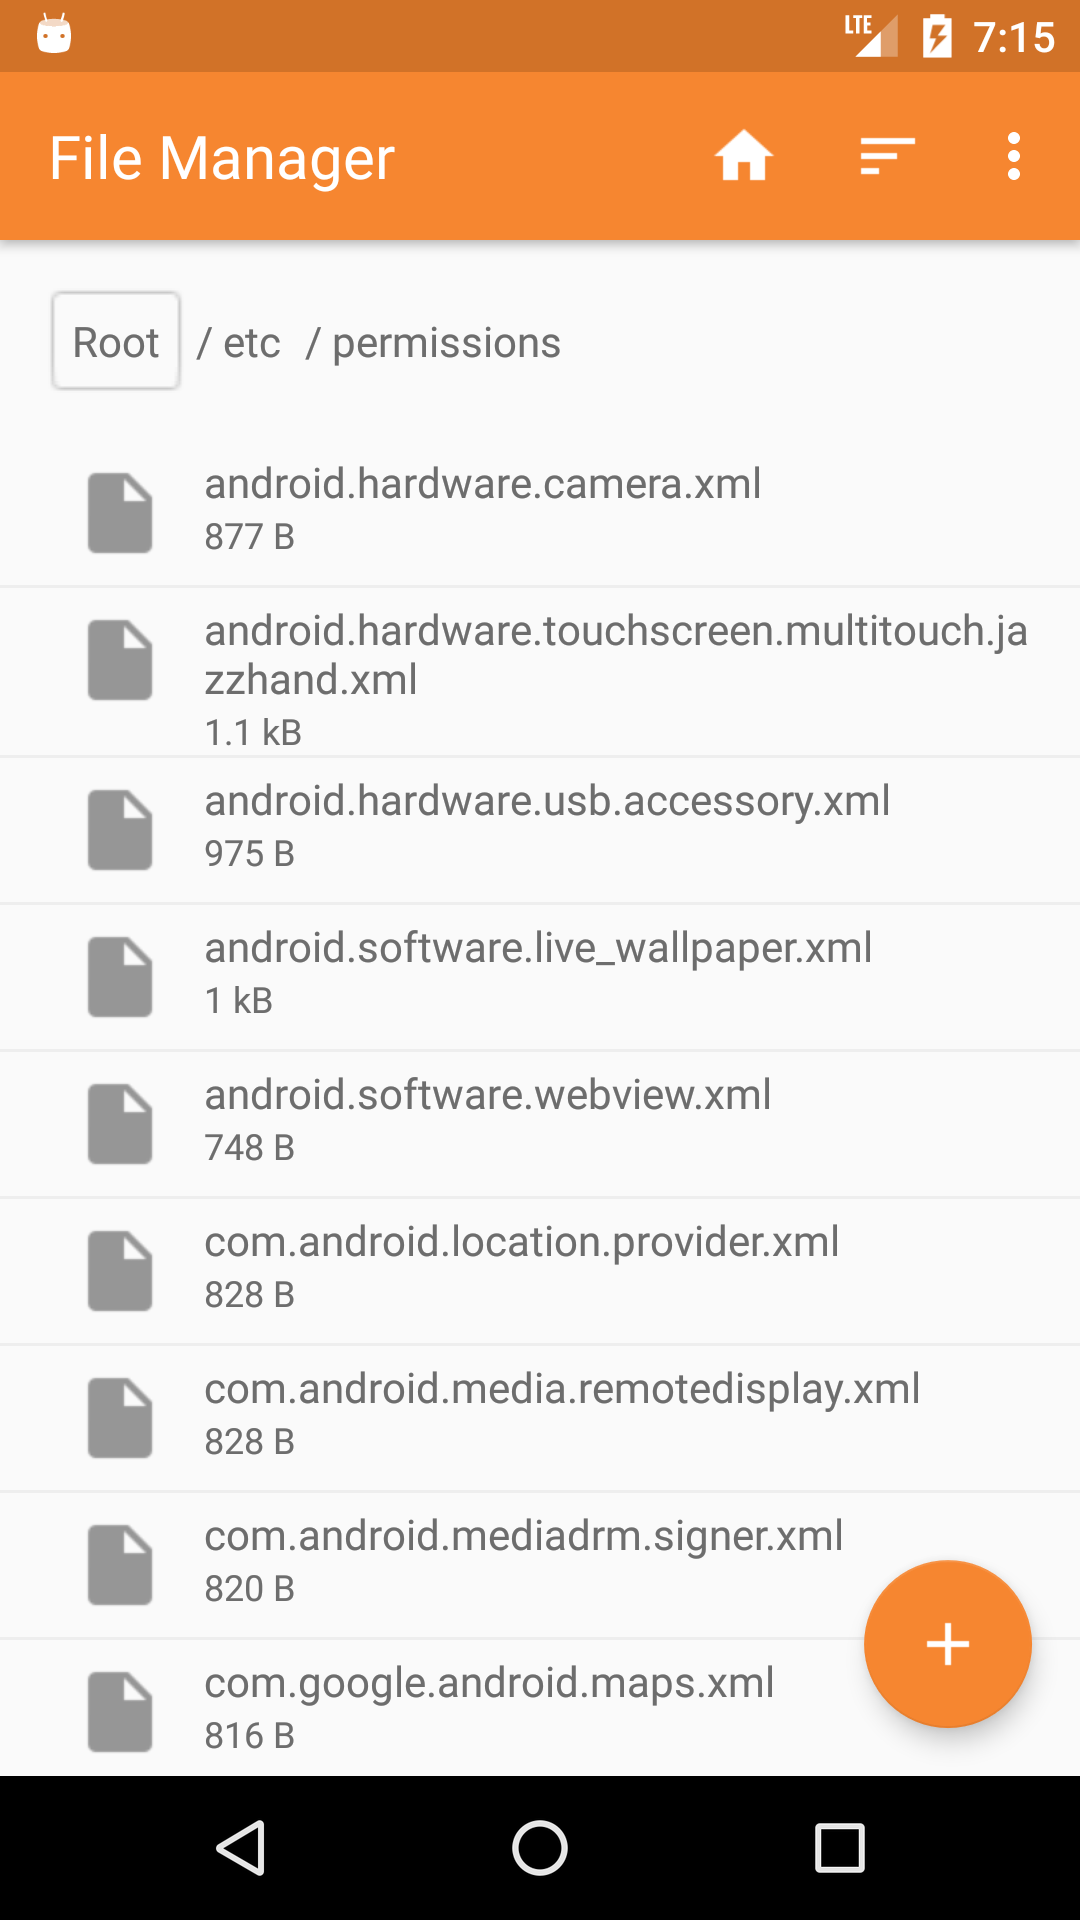 LTE 7:15
File Manager
Root / etc / permissions
android.hardware.camera.xml
877 B
android.hardware.touchscreen.multitouch.ja
zzhand.xml
1.1 kB
android.hardware.usb.accessory.xml
975 B
android.software.live_wallpaper.xml
1 kB
android.software.webview.xml
748 B
com.android.location.provider.xml
828 B
com.android.media.remotedisplay.xml
828 B
com.android.mediadrm.signer.xml
820 B
com.google.android.maps.xml
816 B